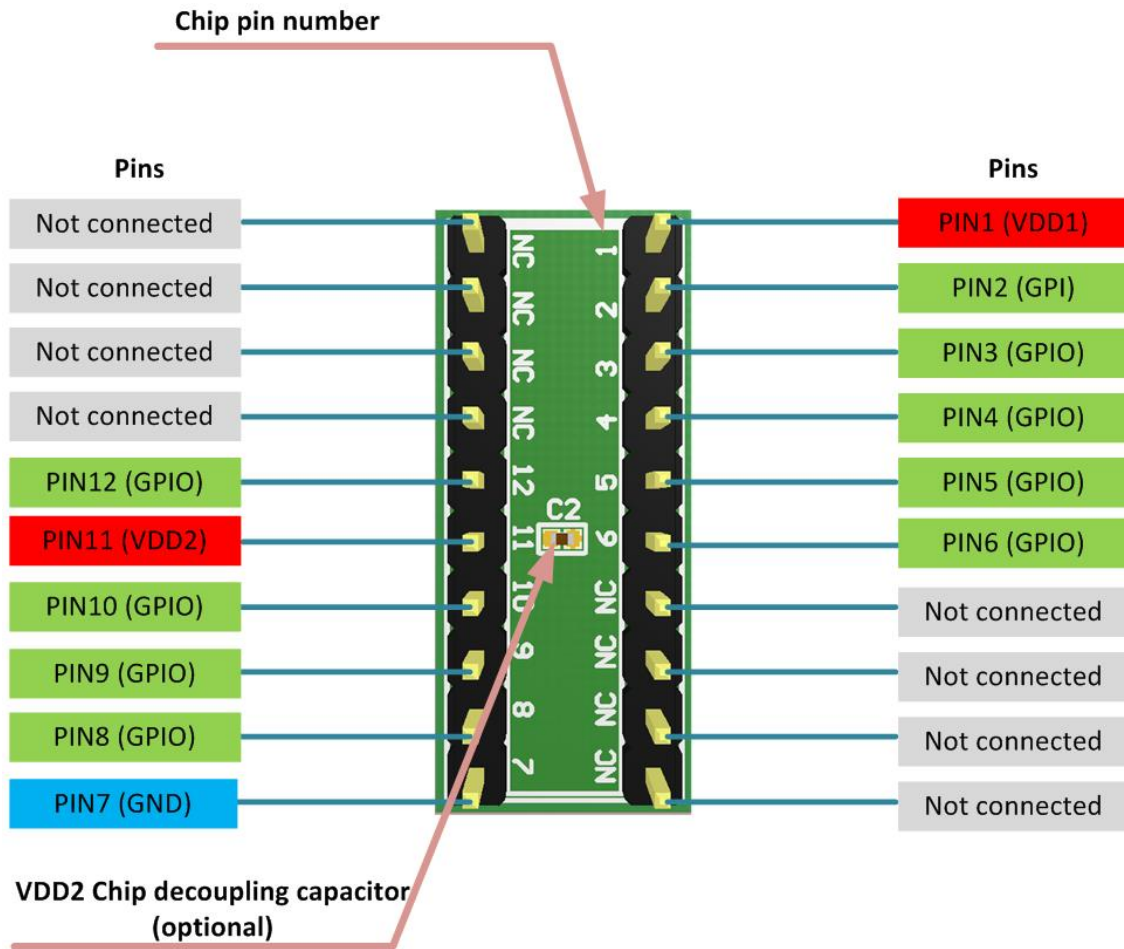 Chip pin number
Pins
Pins
Not connected
Not connected
Not connected
Not connected
PIN12 (GPIO)
PIN11 (VDD2)
PIN10 (GPIO)
PIN9 (GPIO)
PIN8 (GPIO)
PIN7 (GND)
NC
NC
NC
NC
12
11
10
9
8
7
C2
1
2
3
4
5
6
NC
NC
NC
NC
PIN1 (VDD1)
PIN2 (GPI)
PIN3 (GPIO)
PIN4 (GPIO)
PIN5 (GPIO)
PIN6 (GPIO)
Not connected
Not connected
Not connected
Not connected
VDD2 Chip decoupling capacitor
(optional)